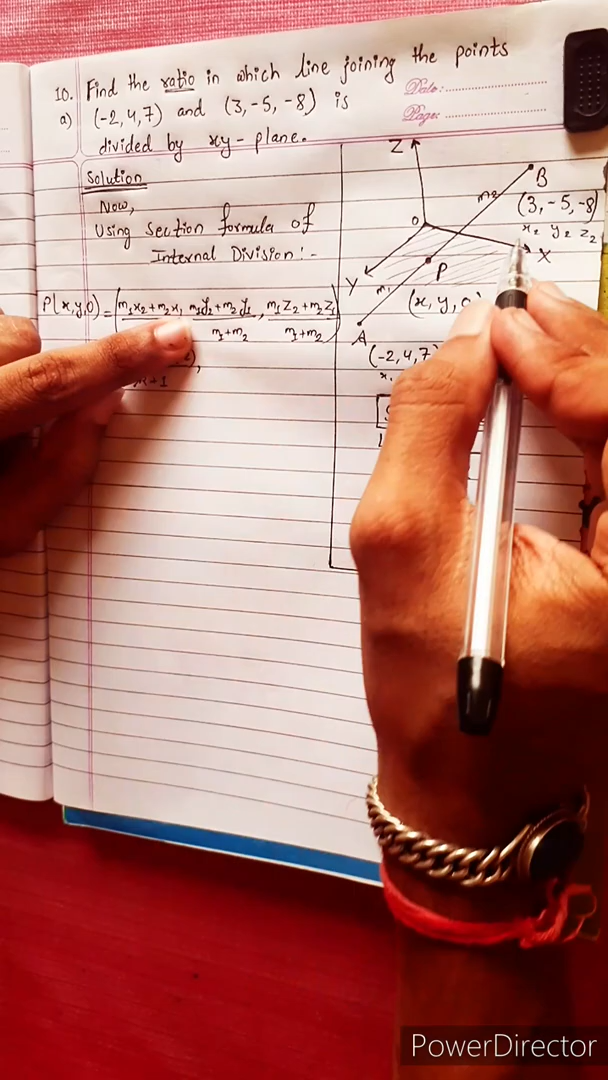 10. Find the ratio in which line joining the points
a) (-2,4,7) and (3,-5,-8) is
divided by xy-plane.
Date:
Page:
Solution
Now,
Using Section formula of
Internal Division:-
P(x,y,0) = (m₁x₂+m₂x₁ m₁y₂+m₂y₁, m₁z₂+m₂z₁)
m₁+m₂ m₁+m₂
Z
B
m₂
(3,-5,-8)
x₂ y₂ z₂
O
X
P
Y
m₁
(x,y,0)
A
(-2,4,7)
PowerDirector